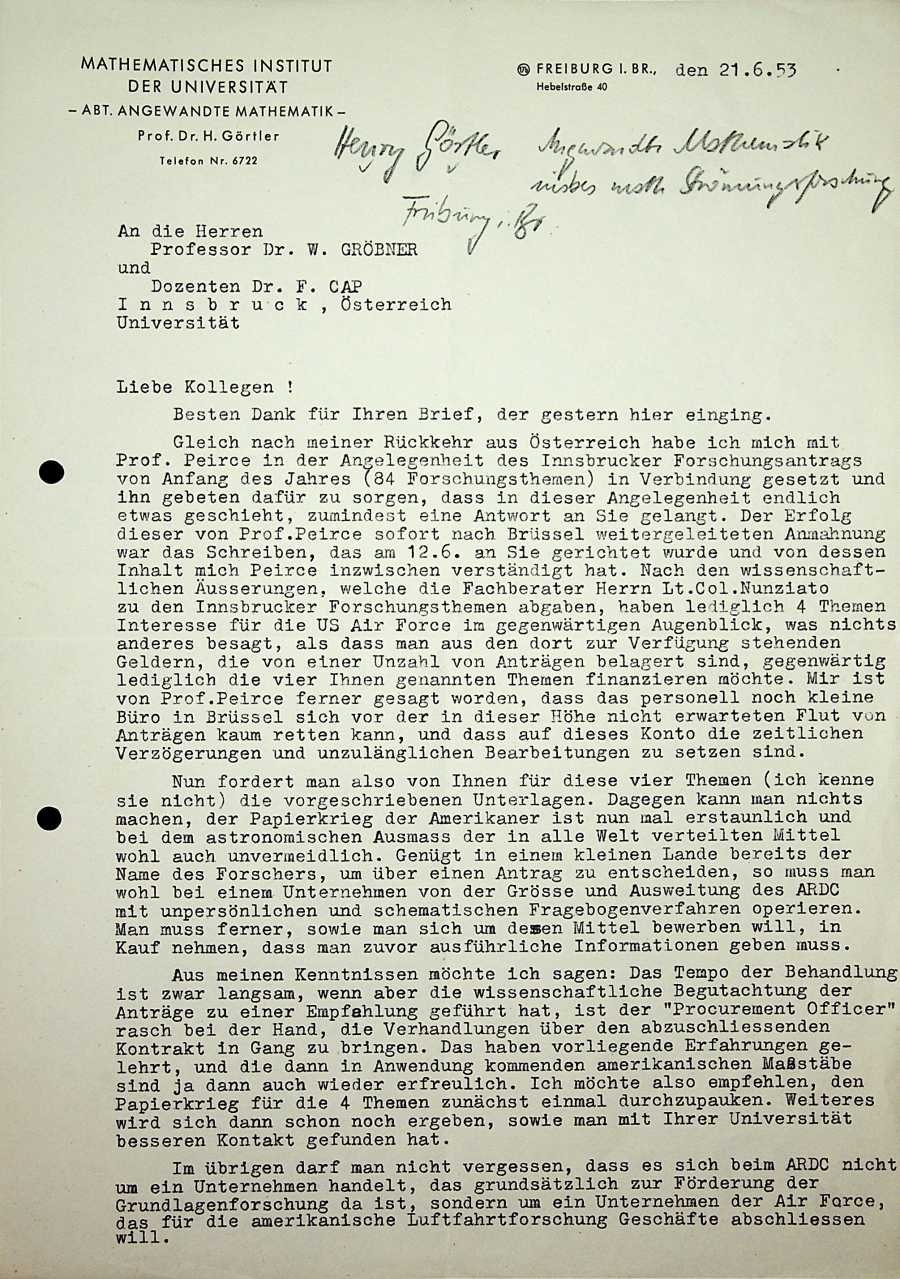 MATHEMATISCHES INSTITUT
DER UNIVERSITÄT
– ABT. ANGEWANDTE MATHEMATIK –
Prof. Dr. H. Görtler
Telefon Nr. 6722
FREIBURG I. BR., den 21.6.53
Hebelstraße 40
Henry Görtler Angewandte Mathematik
insbes math Strömungsforschung
Freiburg i. Br.
An die Herren
Professor Dr. W. GRÖBNER
und
Dozenten Dr. F. CAP
I n n s b r u c k , Österreich
Universität
Liebe Kollegen !
Besten Dank für Ihren Brief, der gestern hier einging.
Gleich nach meiner Rückkehr aus Österreich habe ich mich mit
Prof. Peirce in der Angelegenheit des Innsbrucker Forschungsantrags
von Anfang des Jahres (84 Forschungsthemen) in Verbindung gesetzt und
ihn gebeten dafür zu sorgen, dass in dieser Angelegenheit endlich
etwas geschieht, zumindest eine Antwort an Sie gelangt. Der Erfolg
dieser von Prof.Peirce sofort nach Brüssel weitergeleiteten Anmahnung
war das Schreiben, das am 12.6. an Sie gerichtet wurde und von dessen
Inhalt mich Peirce inzwischen verständigt hat. Nach den wissenschaft-
lichen Äusserungen, welche die Fachberater Herrn Lt.Col.Nunziato
zu den Innsbrucker Forschungsthemen abgaben, haben lediglich 4 Themen
Interesse für die US Air Force im gegenwärtigen Augenblick, was nichts
anderes besagt, als dass man aus den dort zur Verfügung stehenden
Geldern, die von einer Unzahl von Anträgen belagert sind, gegenwärtig
lediglich die vier Ihnen genannten Themen finanzieren möchte. Mir ist
von Prof.Peirce ferner gesagt worden, dass das personell noch kleine
Büro in Brüssel sich vor der in dieser Höhe nicht erwarteten Flut von
Anträgen kaum retten kann, und dass auf dieses Konto die zeitlichen
Verzögerungen und unzulänglichen Bearbeitungen zu setzen sind.
Nun fordert man also von Ihnen für diese vier Themen (ich kenne
sie nicht) die vorgeschriebenen Unterlagen. Dagegen kann man nichts
machen, der Papierkrieg der Amerikaner ist nun mal erstaunlich und
bei dem astronomischen Ausmass der in alle Welt verteilten Mittel
wohl auch unvermeidlich. Genügt in einem kleinen Lande bereits der
Name des Forschers, um über einen Antrag zu entscheiden, so muss man
wohl bei einem Unternehmen von der Grösse und Ausweitung des ARDC
mit unpersönlichen und schematischen Fragebogenverfahren operieren.
Man muss ferner, sowie man sich um dessen Mittel bewerben will, in
Kauf nehmen, dass man zuvor ausführliche Informationen geben muss.
Aus meinen Kenntnissen möchte ich sagen: Das Tempo der Behandlung
ist zwar langsam, wenn aber die wissenschaftliche Begutachtung der
Anträge zu einer Empfehlung geführt hat, ist der "Procurement Officer"
rasch bei der Hand, die Verhandlungen über den abzuschliessenden
Kontrakt in Gang zu bringen. Das haben vorliegende Erfahrungen ge-
lehrt, und die dann in Anwendung kommenden amerikanischen Maßstäbe
sind ja dann auch wieder erfreulich. Ich möchte also empfehlen, den
Papierkrieg für die 4 Themen zunächst einmal durchzupauken. Weiteres
wird sich dann schon noch ergeben, sowie man mit Ihrer Universität
besseren Kontakt gefunden hat.
Im übrigen darf man nicht vergessen, dass es sich beim ARDC nicht
um ein Unternehmen handelt, das grundsätzlich zur Förderung der
Grundlagenforschung da ist, sondern um ein Unternehmen der Air Force,
das für die amerikanische Luftfahrtforschung Geschäfte abschliessen
will.